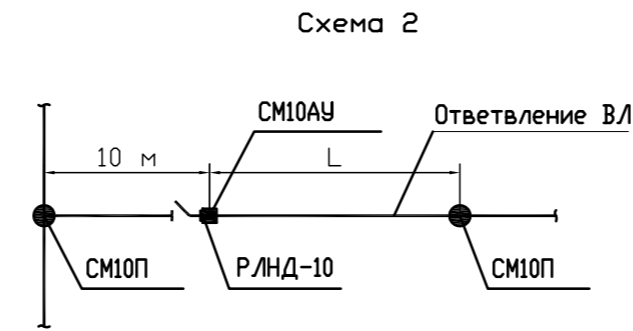 Схема 2
СМ10АУ
Ответвление ВЛ
10 м
L
СМ10П
РЛНД-10
СМ10П